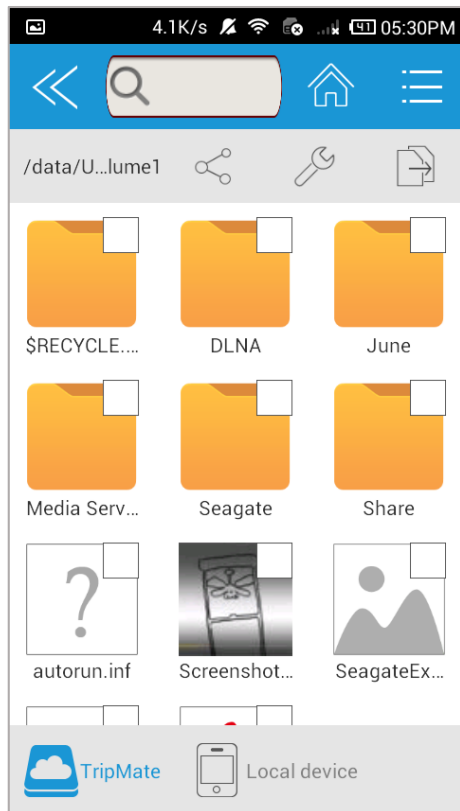 4.1K/s 41 05:30PM
/data/U...lume1
$RECYCLE.... DLNA June
Media Serv... Seagate Share
autorun.inf Screenshot... SeagateEx...
TripMate Local device